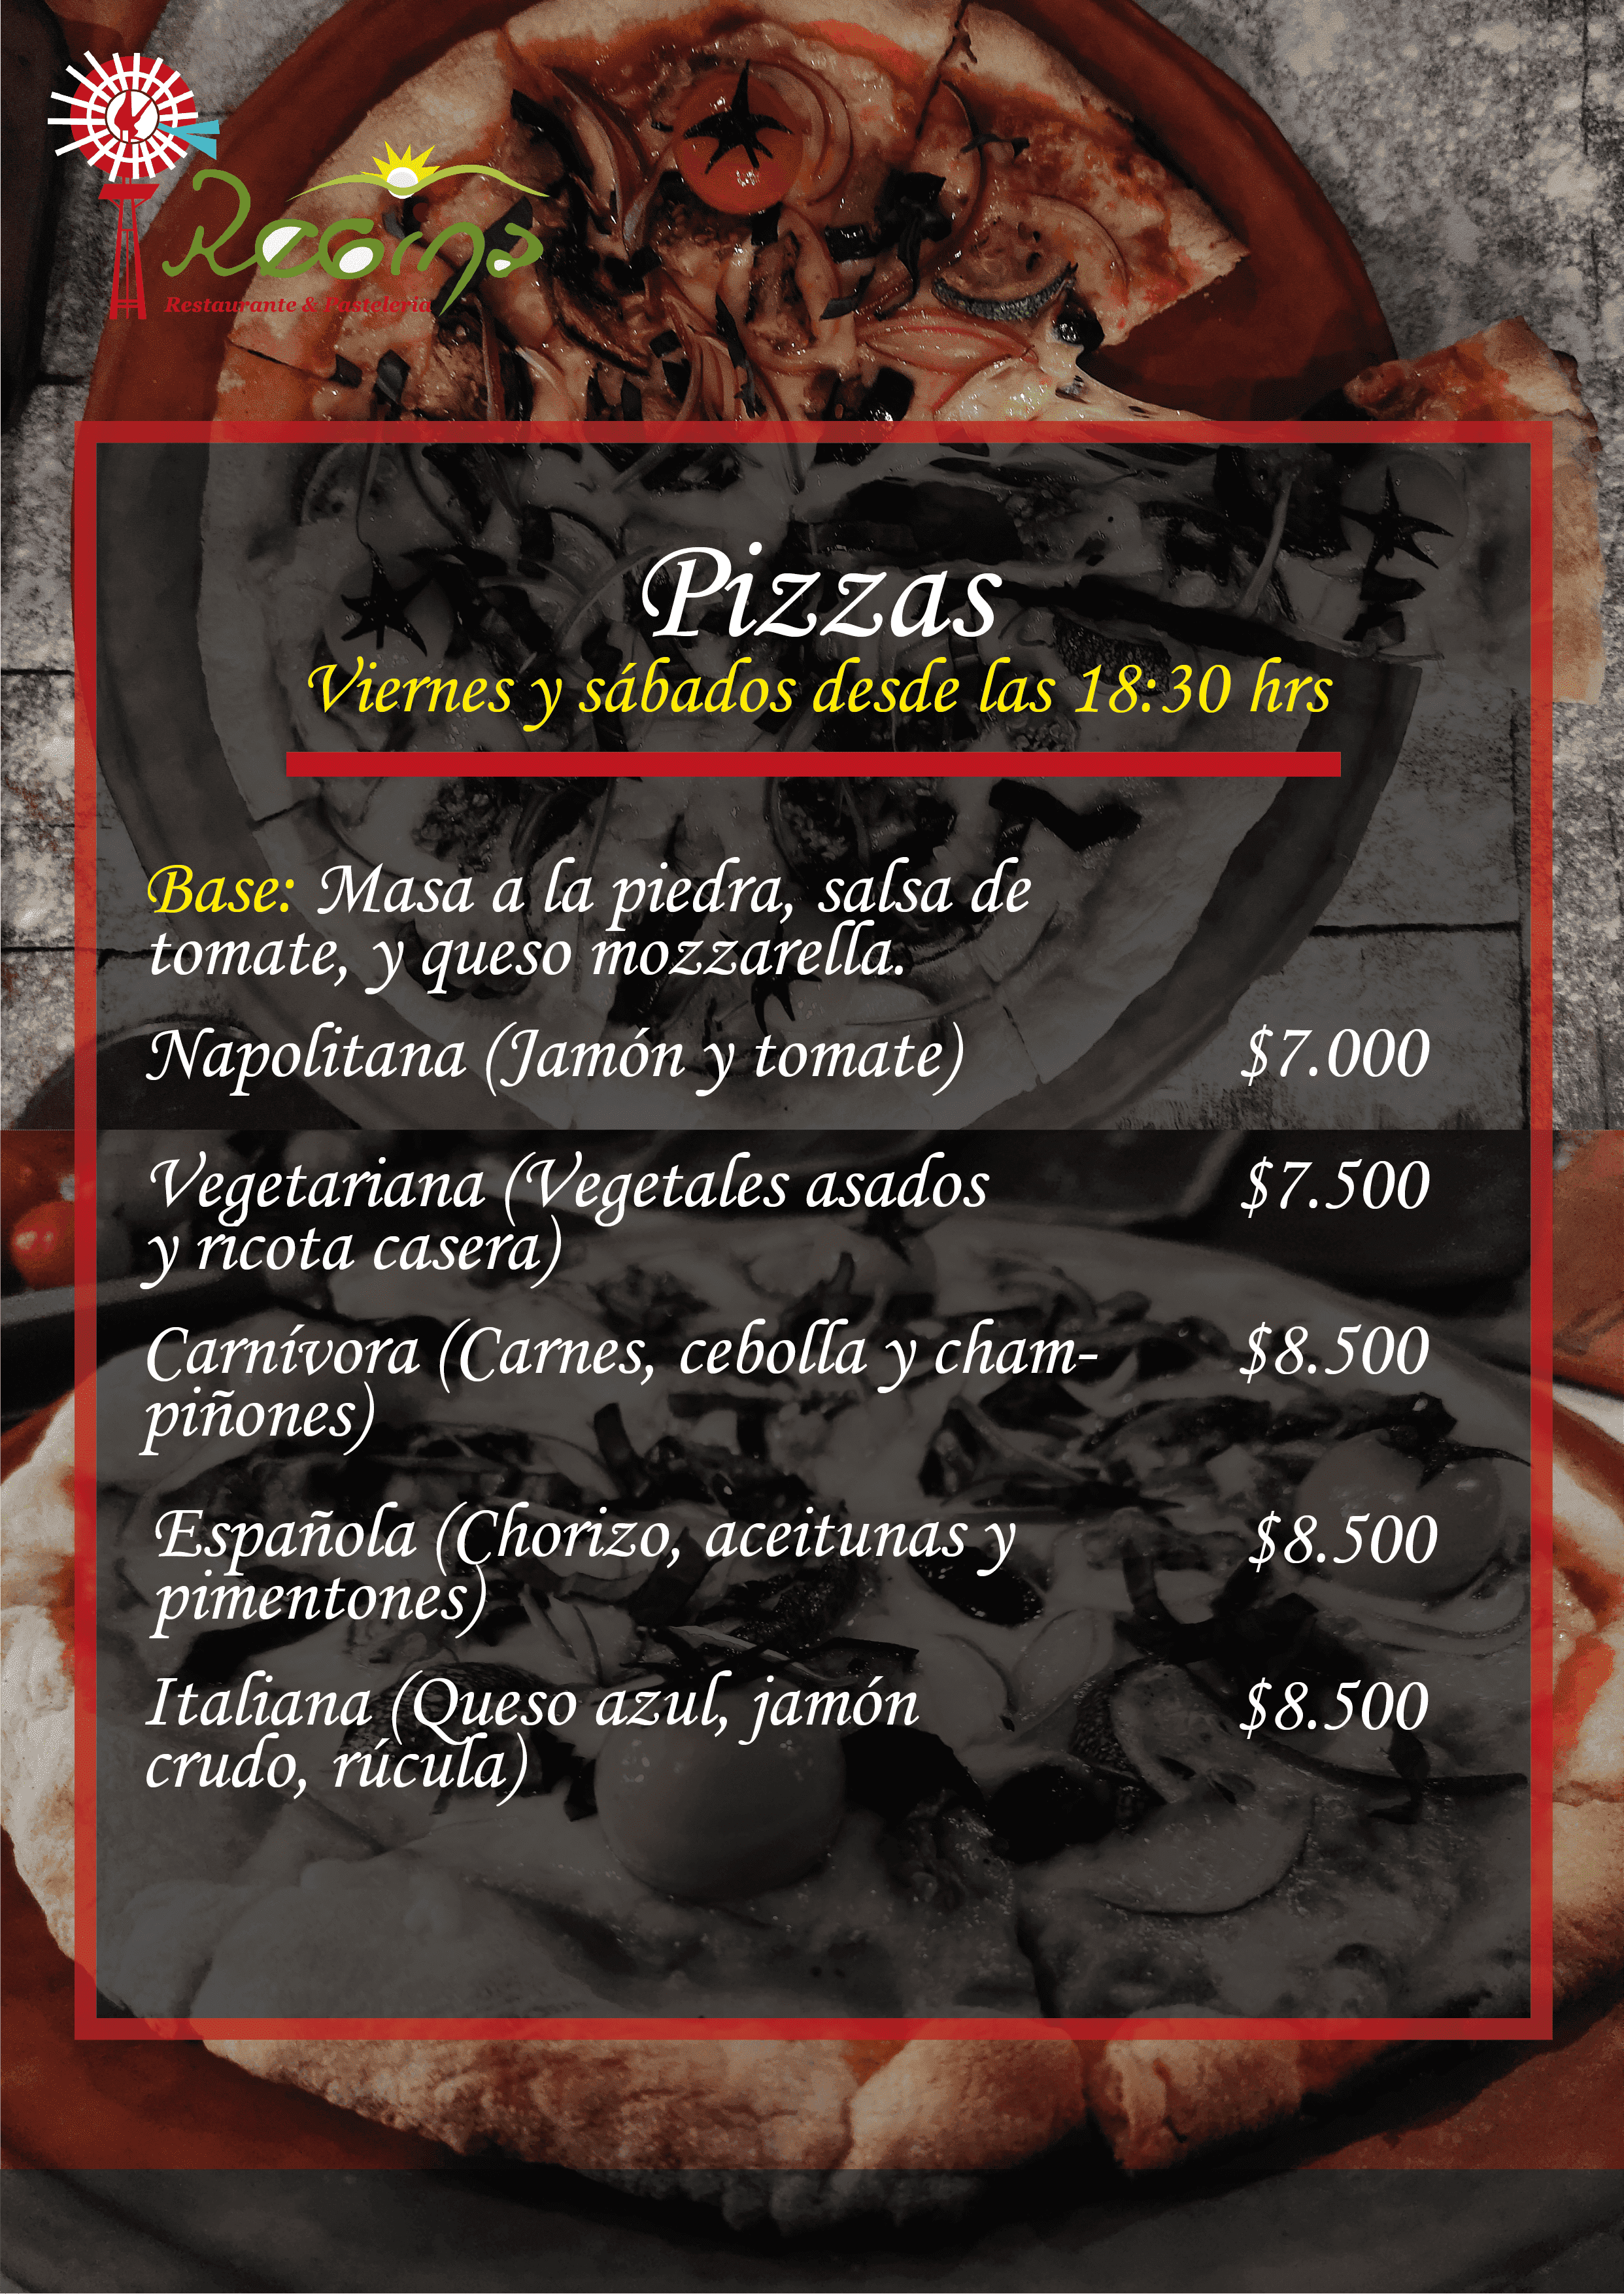 Restaurante & Pastelería
Pizzas
Viernes y sábados desde las 18:30 hrs
Base: Masa a la piedra, salsa de
tomate, y queso mozzarella.
Napolitana (Jamón y tomate) $7.000
Vegetariana (Vegetales asados $7.500
y ricota casera)
Carnívora (Carnes, cebolla y cham- $8.500
piñones)
Española (Chorizo, aceitunas y $8.500
pimentones)
Italiana (Queso azul, jamón $8.500
crudo, rúcula)